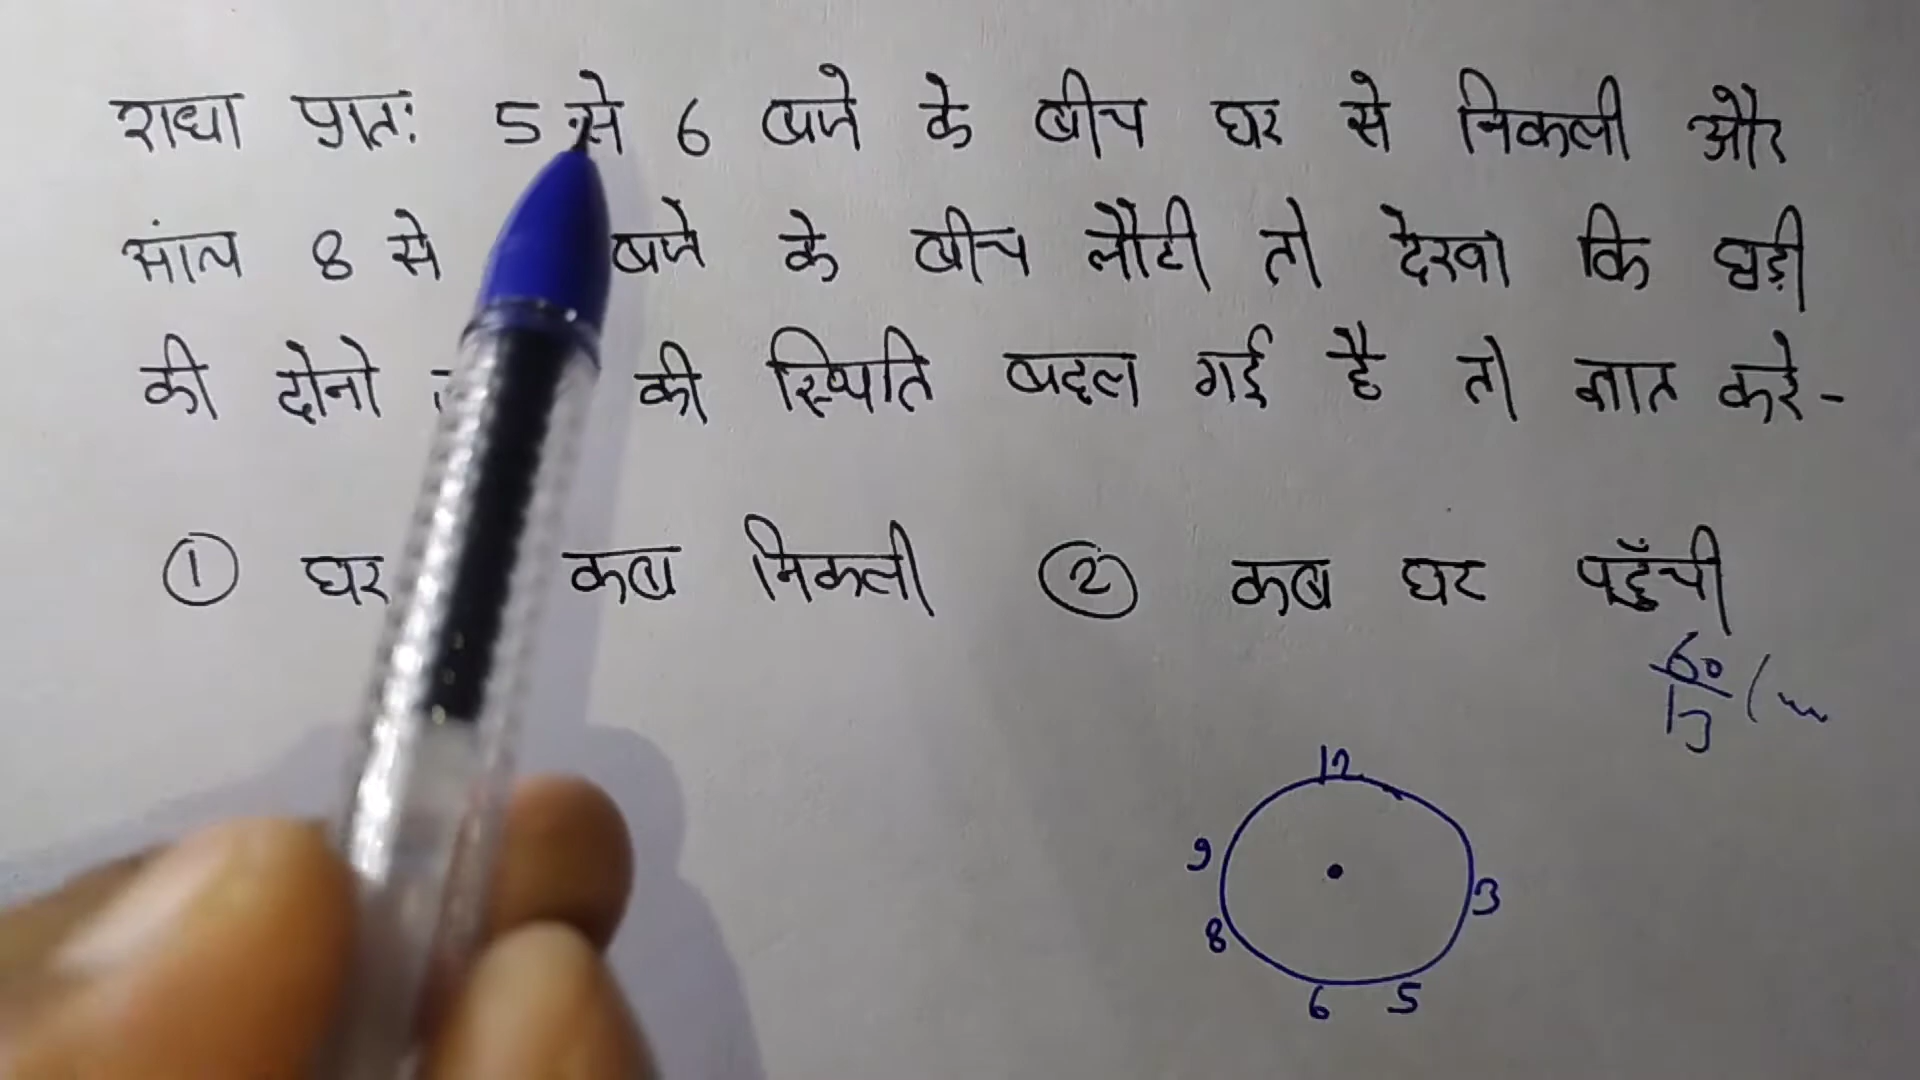 राधा प्रातः 5 से 6 बजे के बीच घर से निकली और
सांय 8 से बजे के बीच लौटी तो देखा कि घड़ी
की दोनो की स्थिति बदल गई है तो ज्ञात करे-
① घर कब निकली ② कब घर पहुँची
60
13 (
12
9
3
8
6 5